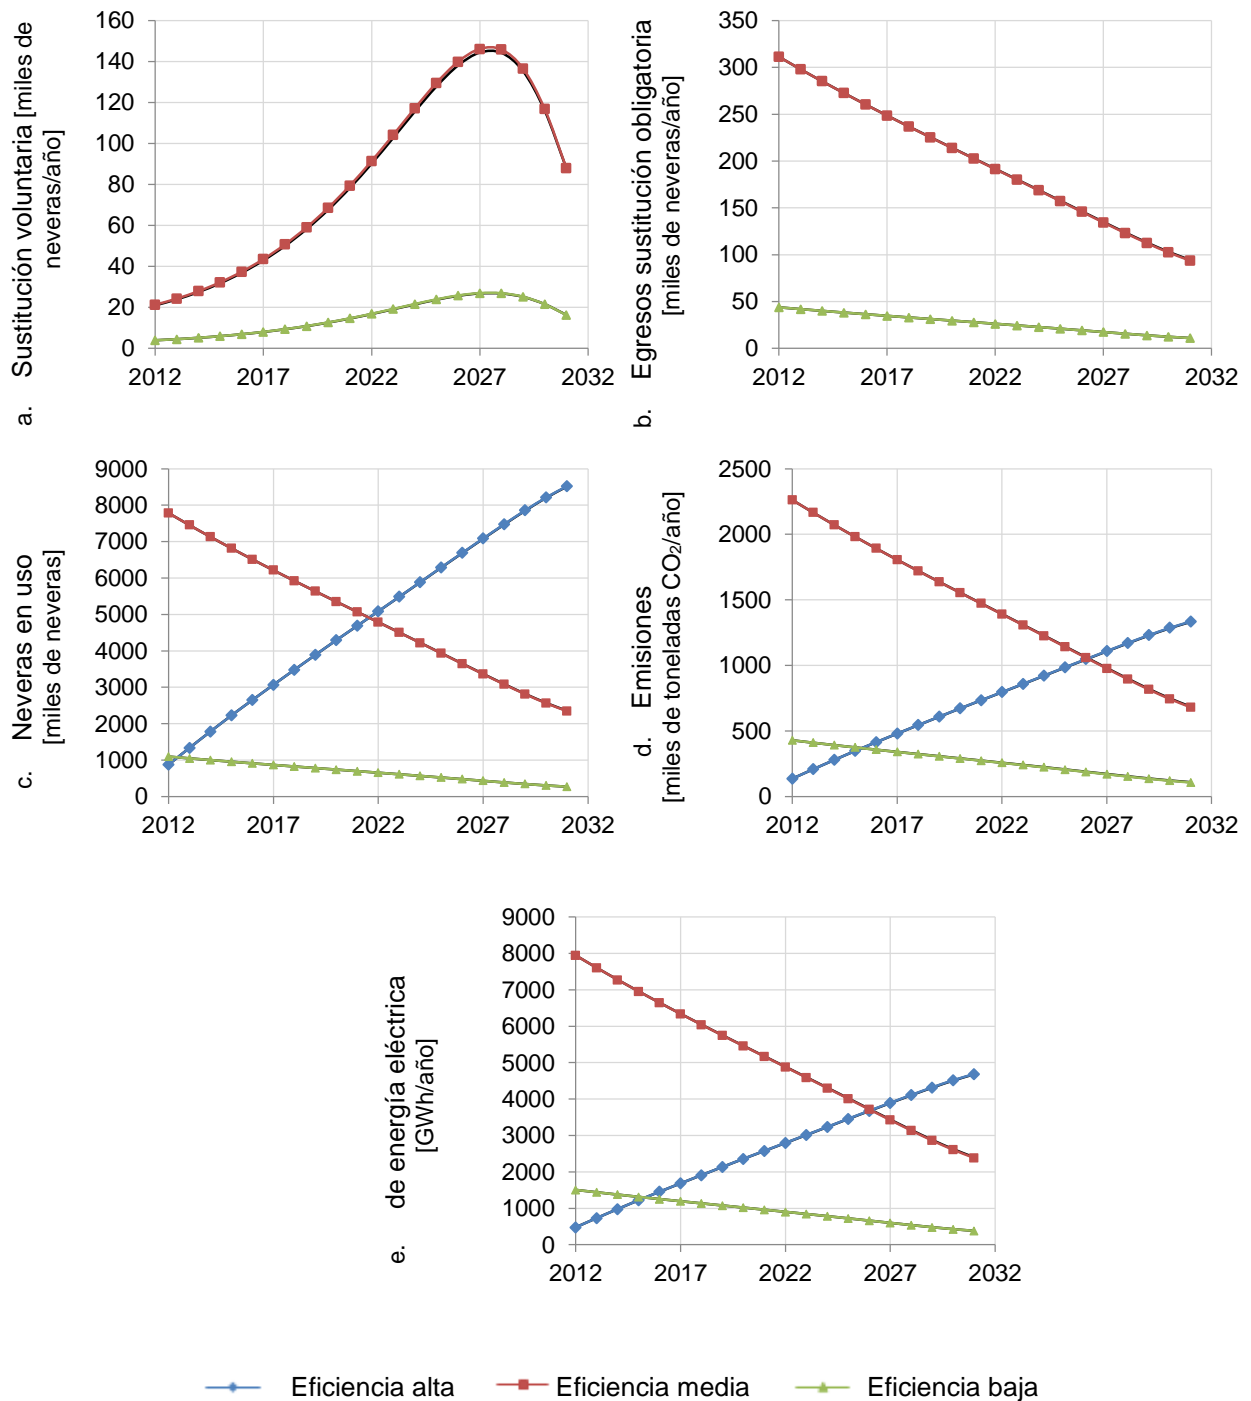 a. Sustitución voluntaria [miles de
neveras/año]
160
140
120
100
80
60
40
20
0
2012 2017 2022 2027 2032
b. Egresos sustitución obligatoria
[miles de neveras/año]
350
300
250
200
150
100
50
0
2012 2017 2022 2027 2032
c. Neveras en uso
[miles de neveras]
9000
8000
7000
6000
5000
4000
3000
2000
1000
0
2012 2017 2022 2027 2032
d. Emisiones
[miles de toneladas CO₂/año]
2500
2000
1500
1000
500
0
2012 2017 2022 2027 2032
e. de energía eléctrica
[GWh/año]
9000
8000
7000
6000
5000
4000
3000
2000
1000
0
2012 2017 2022 2027 2032
Eficiencia alta Eficiencia media Eficiencia baja